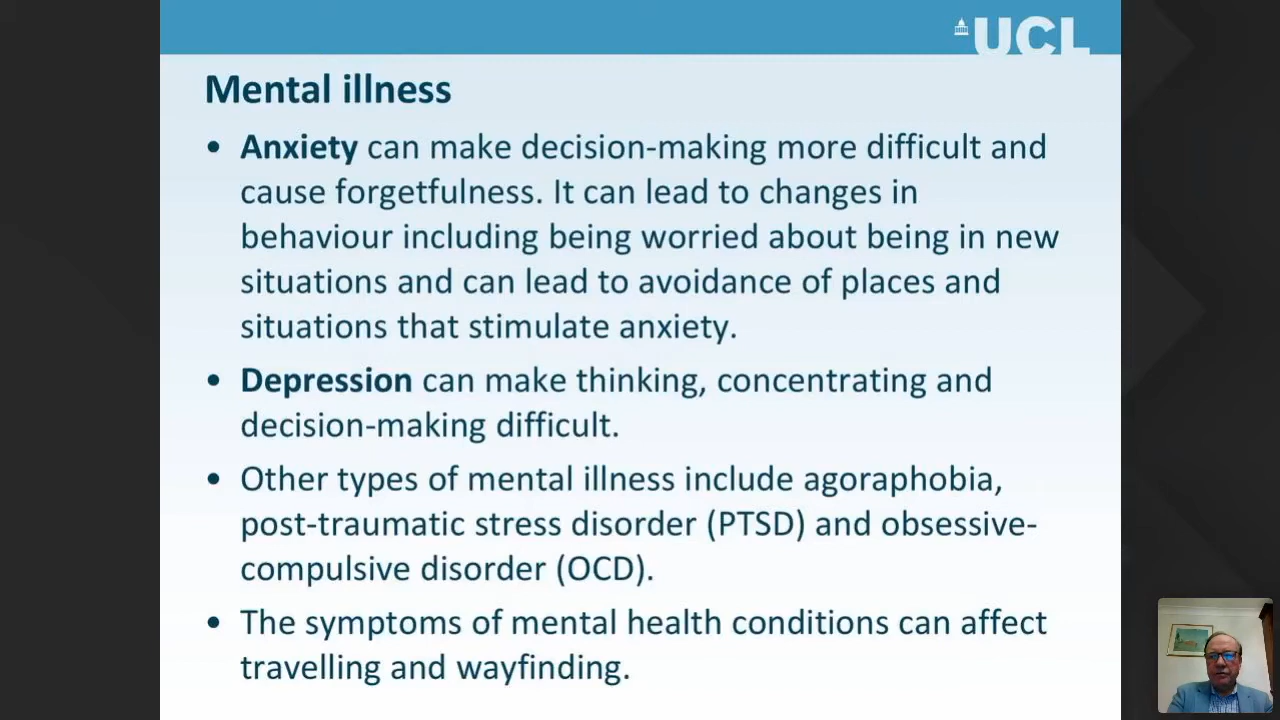 UCL
Mental illness
• Anxiety can make decision-making more difficult and
cause forgetfulness. It can lead to changes in
behaviour including being worried about being in new
situations and can lead to avoidance of places and
situations that stimulate anxiety.
• Depression can make thinking, concentrating and
decision-making difficult.
• Other types of mental illness include agoraphobia,
post-traumatic stress disorder (PTSD) and obsessive-
compulsive disorder (OCD).
• The symptoms of mental health conditions can affect
travelling and wayfinding.